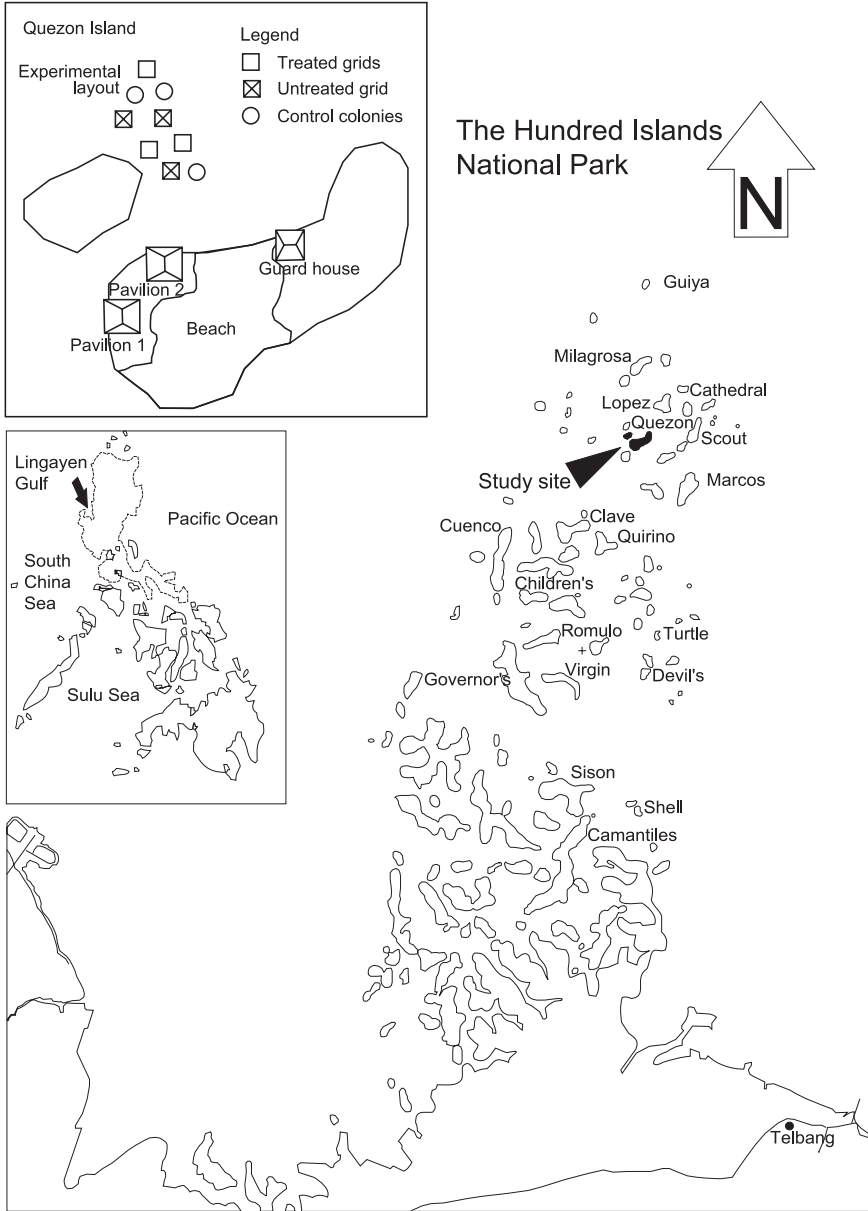 Quezon Island
Legend
Experimental
layout
Treated grids
Untreated grid
Control colonies
Guard house
Pavilion 2
Beach
Pavilion 1
The Hundred Islands
National Park
N
Guiya
Milagrosa
Cathedral
Lopez
Quezon
Scout
Study site
Marcos
Cuenco
Clave
Quirino
Children's
Romulo
+
Turtle
Virgin
Governor's
Devil's
Sison
Shell
Camantiles
Telbang
Lingayen
Gulf
Pacific Ocean
South
China
Sea
Sulu Sea